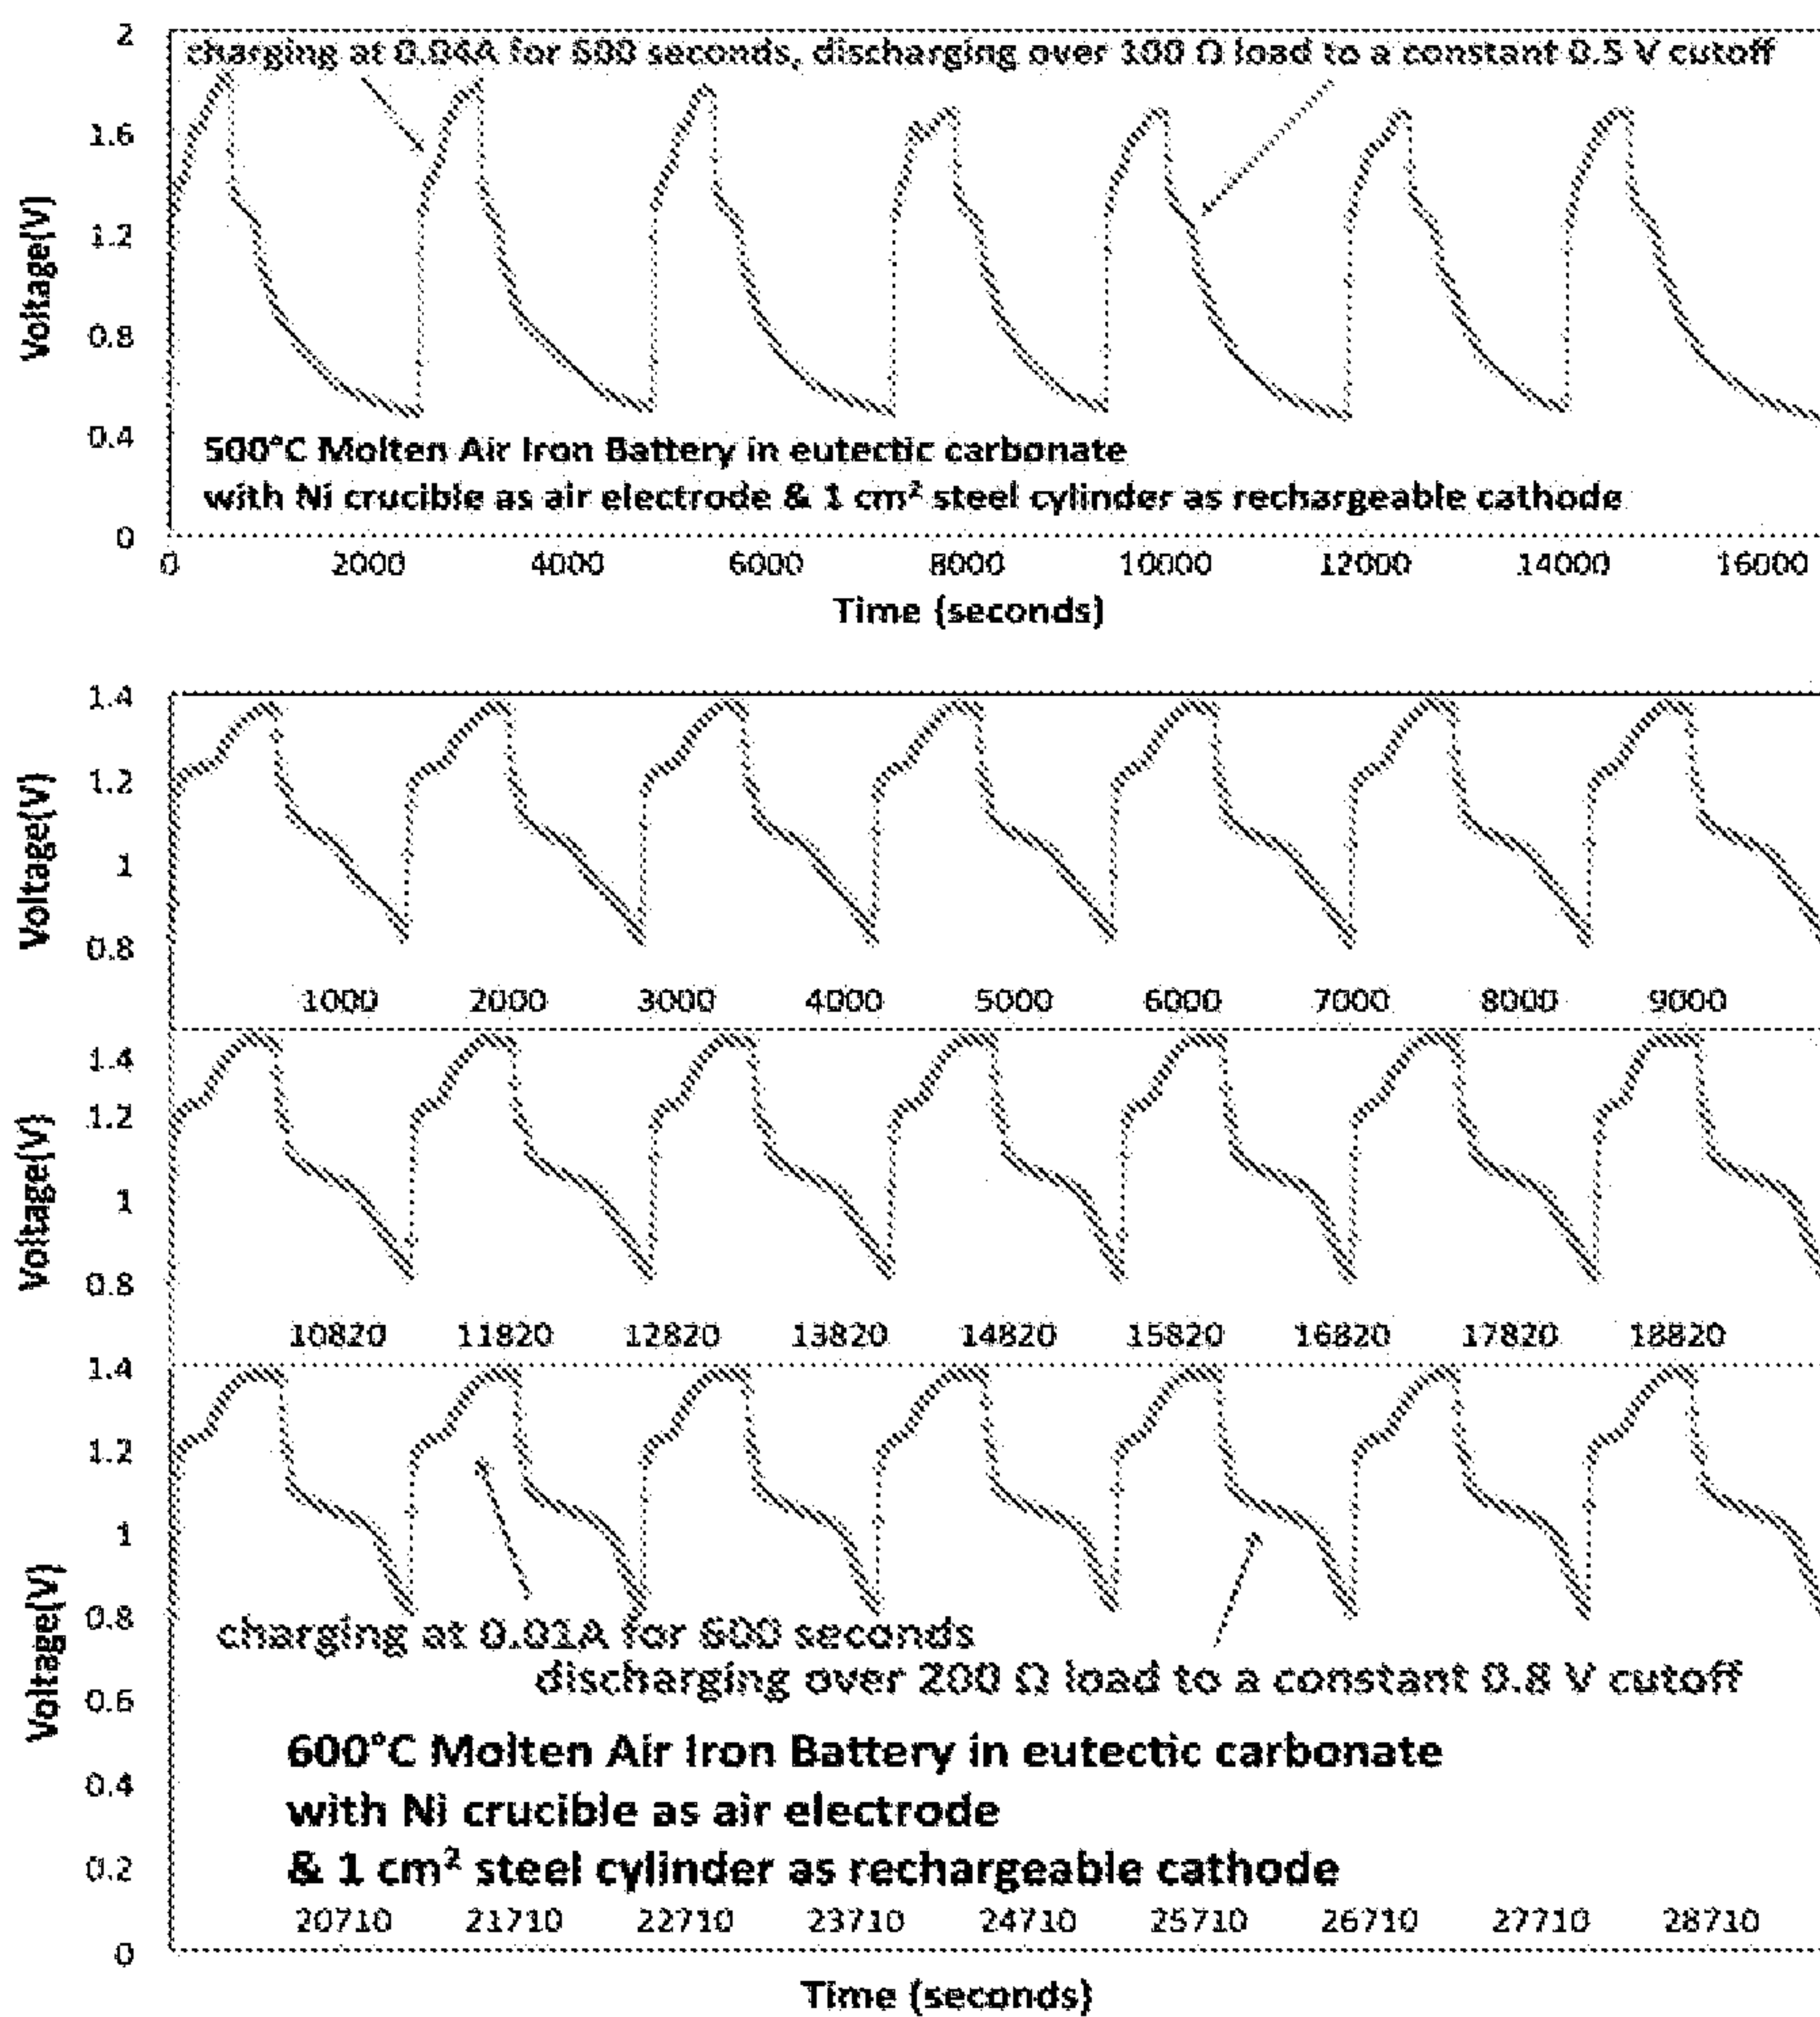 2
charging at 0.04A for 600 seconds, discharging over 100 Ω load to a constant 0.5 V cutoff
1.6
1.2
0.8
0.4
0
Voltage(V)
500°C Molten Air Iron Battery in eutectic carbonate
with Ni crucible as air electrode & 1 cm² steel cylinder as rechargeable cathode
0 2000 4000 6000 8000 10000 12000 14000 16000
Time (seconds)
1.4
1.2
1
0.8
Voltage(V)
1000 2000 3000 4000 5000 6000 7000 8000 9000
1.4
1.2
1
0.8
Voltage(V)
10820 11820 12820 13820 14820 15820 16820 17820 18820
1.4
1.2
1
0.8
0.6
0.4
0.2
0
Voltage(V)
charging at 0.01A for 600 seconds
discharging over 200 Ω load to a constant 0.8 V cutoff
600°C Molten Air Iron Battery in eutectic carbonate
with Ni crucible as air electrode
& 1 cm² steel cylinder as rechargeable cathode
20710 21710 22710 23710 24710 25710 26710 27710 28710
Time (seconds)